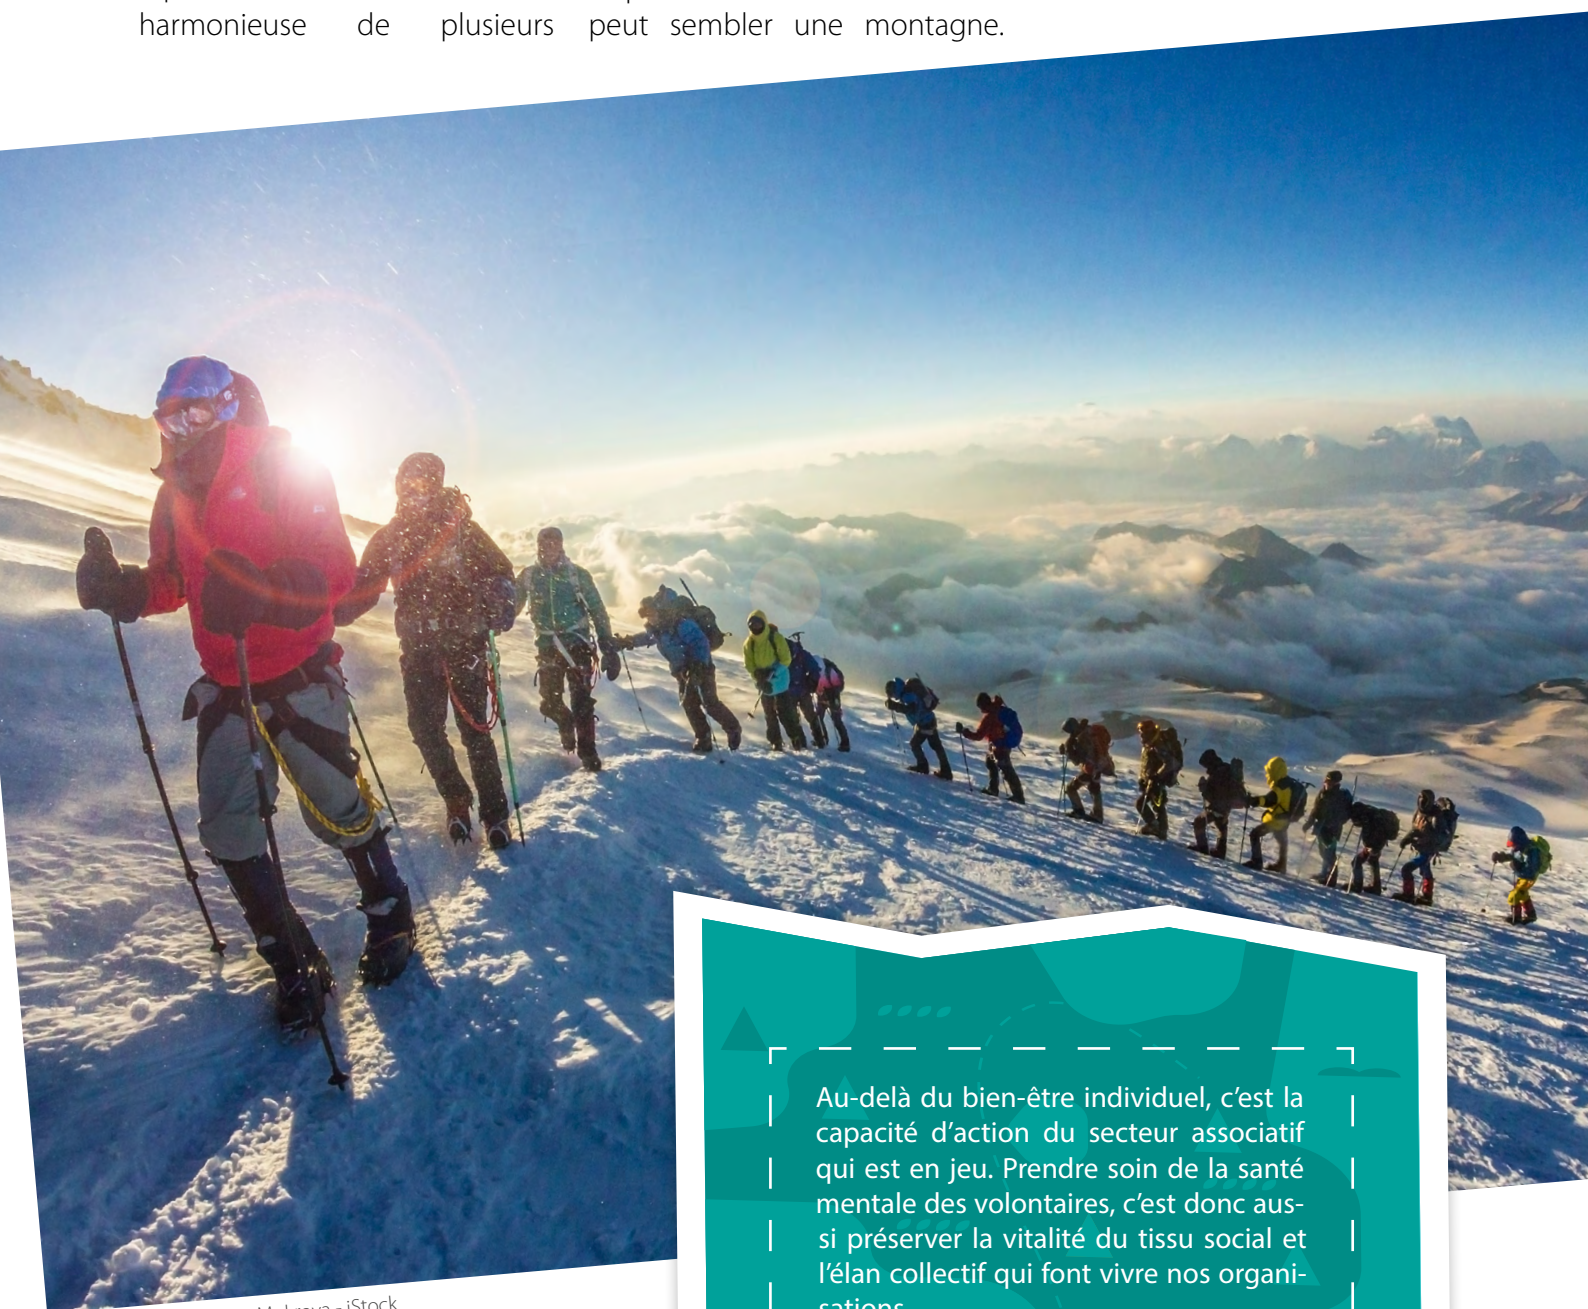 harmonieuse de plusieurs peut sembler une montagne.
Au-delà du bien-être individuel, c’est la
capacité d’action du secteur associatif
qui est en jeu. Prendre soin de la santé
mentale des volontaires, c’est donc aus-
si préserver la vitalité du tissu social et
l’élan collectif qui font vivre nos organi-
sations.
iStock